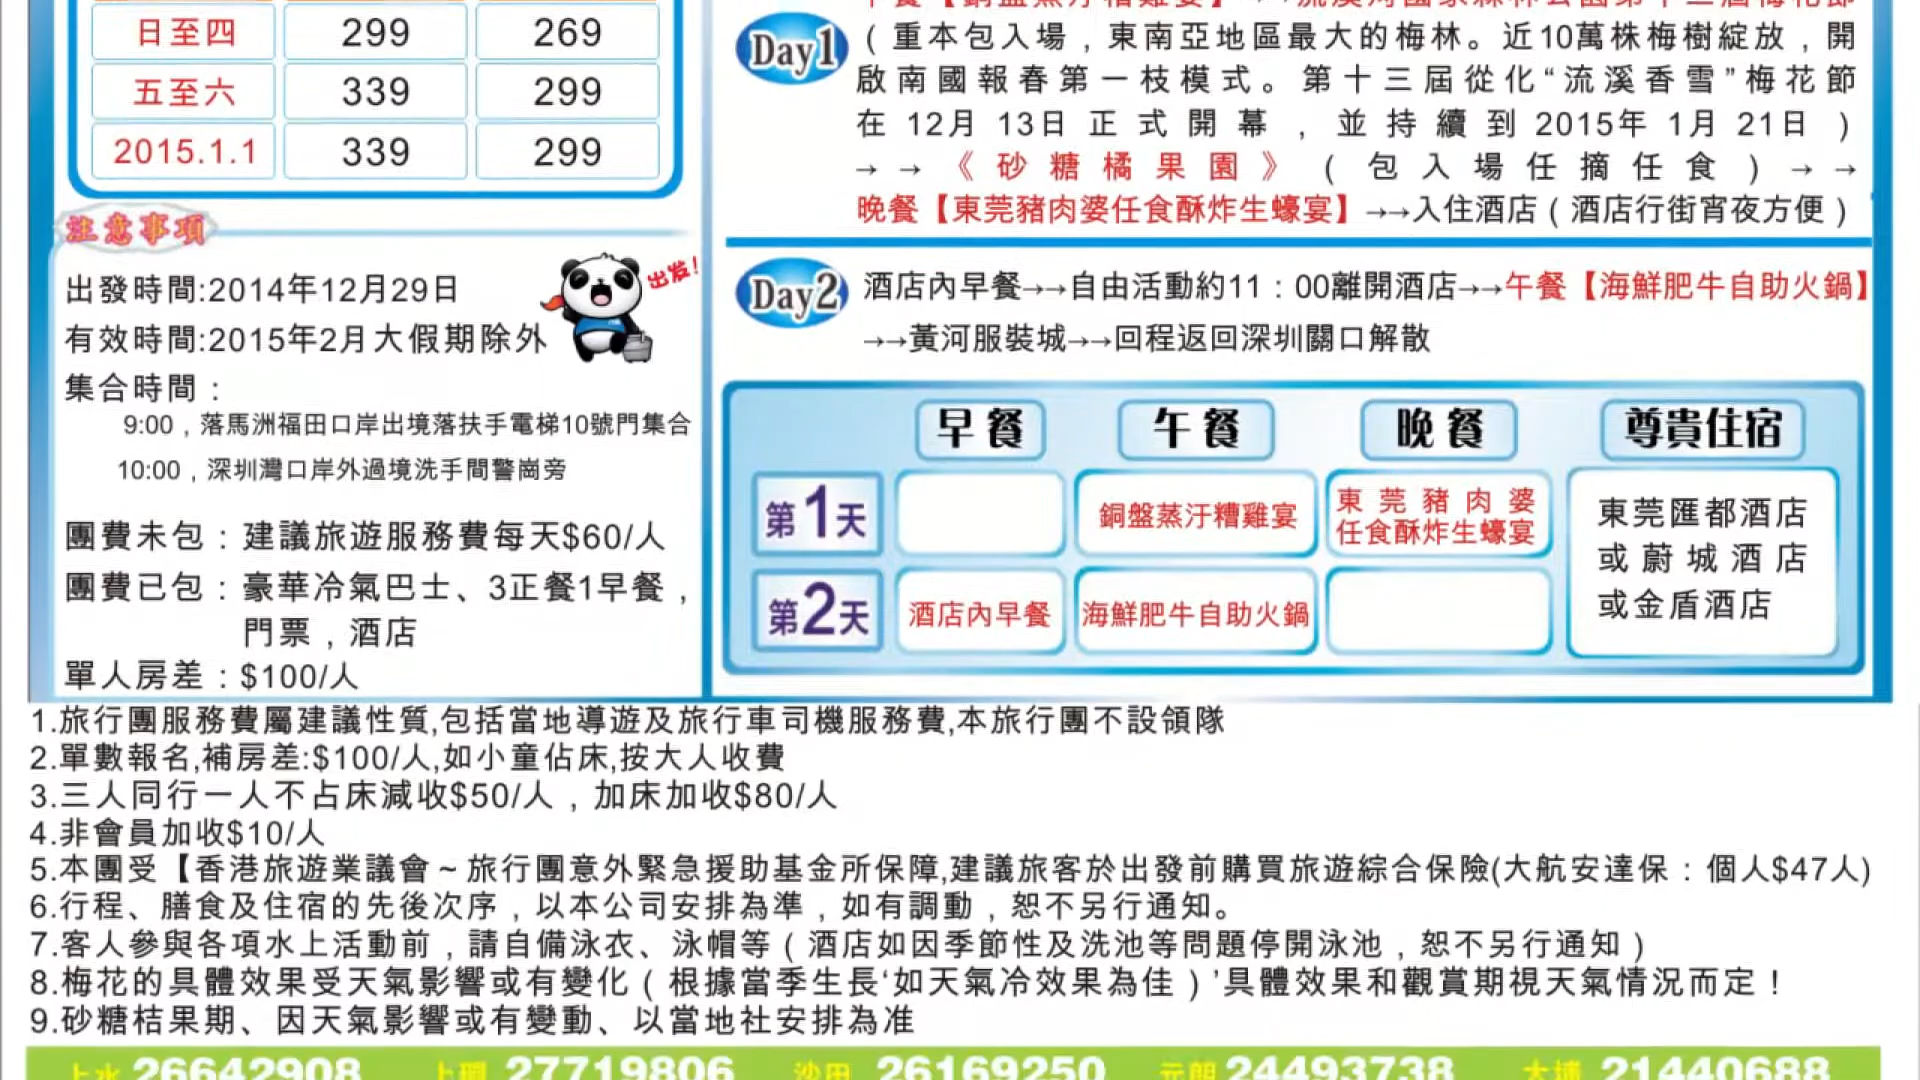 日至四 299 269
五至六 339 299
2015.1.1 339 299
注意事項
出發時間:2014年12月29日
有效時間:2015年2月大假期除外
出发!
集合時間：
9:00，落馬洲福田口岸出境落扶手電梯10號門集合
10:00，深圳灣口岸外過境洗手間警崗旁
團費未包：建議旅遊服務費每天$60/人
團費已包：豪華冷氣巴士、3正餐1早餐，
門票，酒店
單人房差：$100/人
Day1
（重本包入場，東南亞地區最大的梅林。近10萬株梅樹綻放，開
啟南國報春第一枝模式。第十三屆從化“流溪香雪”梅花節
在12月13日正式開幕，並持續到2015年1月21日)
→→《砂糖橘果園》(包入場任摘任食)→→
晚餐【東莞豬肉婆任食酥炸生蠔宴】→→入住酒店（酒店行街宵夜方便）
Day2
酒店內早餐→→自由活動約11：00離開酒店→→午餐【海鮮肥牛自助火鍋】
→→黃河服裝城→→回程返回深圳關口解散
早餐 午餐 晚餐 尊貴住宿
第1天 銅盤蒸汙糟雞宴 東莞豬肉婆
任食酥炸生蠔宴
第2天 酒店內早餐 海鮮肥牛自助火鍋
東莞匯都酒店
或蔚城酒店
或金盾酒店
1.旅行團服務費屬建議性質,包括當地導遊及旅行車司機服務費,本旅行團不設領隊
2.單數報名,補房差:$100/人,如小童佔床,按大人收費
3.三人同行一人不占床減收$50/人，加床加收$80/人
4.非會員加收$10/人
5.本團受【香港旅遊業議會～旅行團意外緊急援助基金所保障,建議旅客於出發前購買旅遊綜合保險(大航安達保：個人$47人)
6.行程、膳食及住宿的先後次序，以本公司安排為準，如有調動，恕不另行通知。
7.客人參與各項水上活動前，請自備泳衣、泳帽等（酒店如因季節性及洗池等問題停開泳池，恕不另行通知）
8.梅花的具體效果受天氣影響或有變化（根據當季生長‘如天氣冷效果為佳）’具體效果和觀賞期視天氣情況而定！
9.砂糖桔果期、因天氣影響或有變動、以當地社安排為准
上水 26642908 上環 27719806 沙田 26169250 元朗 24493738 大埔 21440688